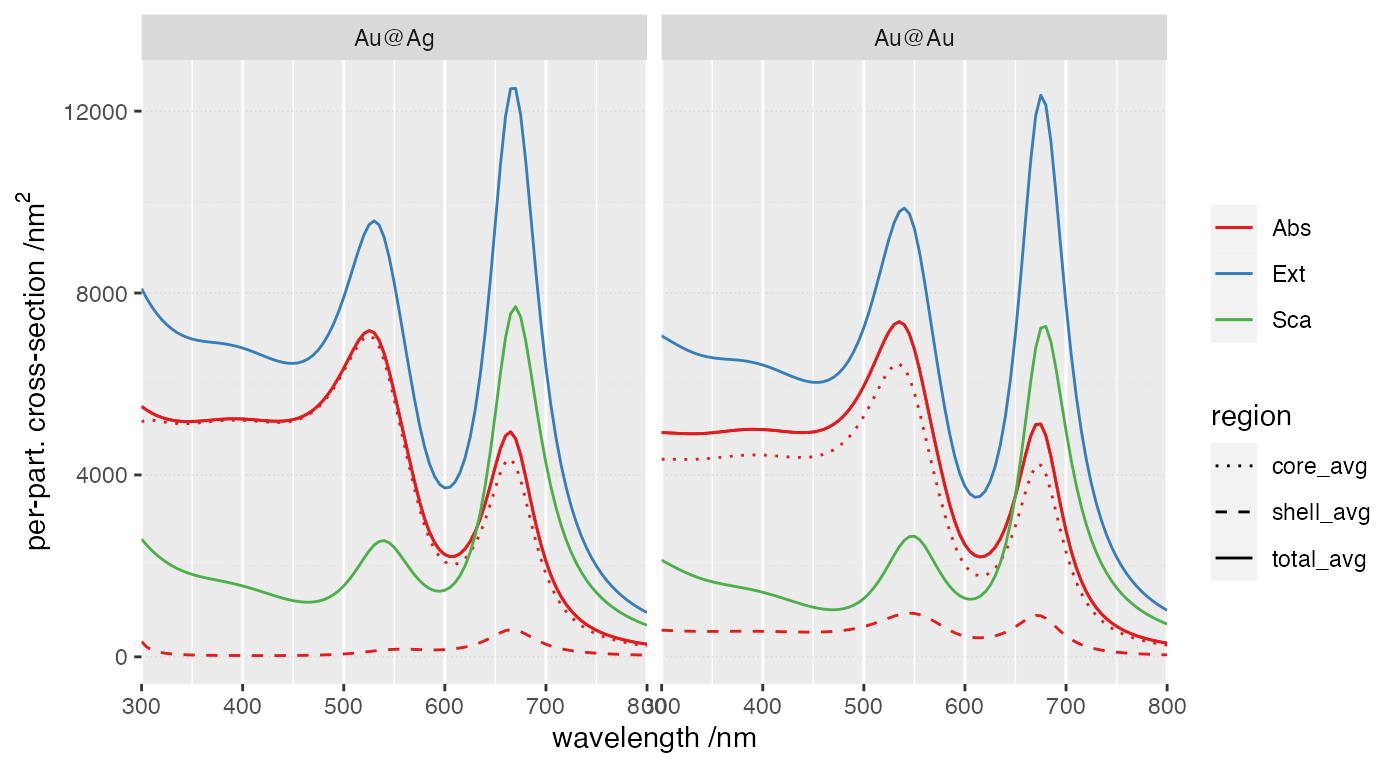 Au@Ag
Au@Au
per-part. cross-section /nm²
12000
8000
4000
0
300 400 500 600 700 800
300 400 500 600 700 800
wavelength /nm
Abs
Ext
Sca
region
core_avg
shell_avg
total_avg